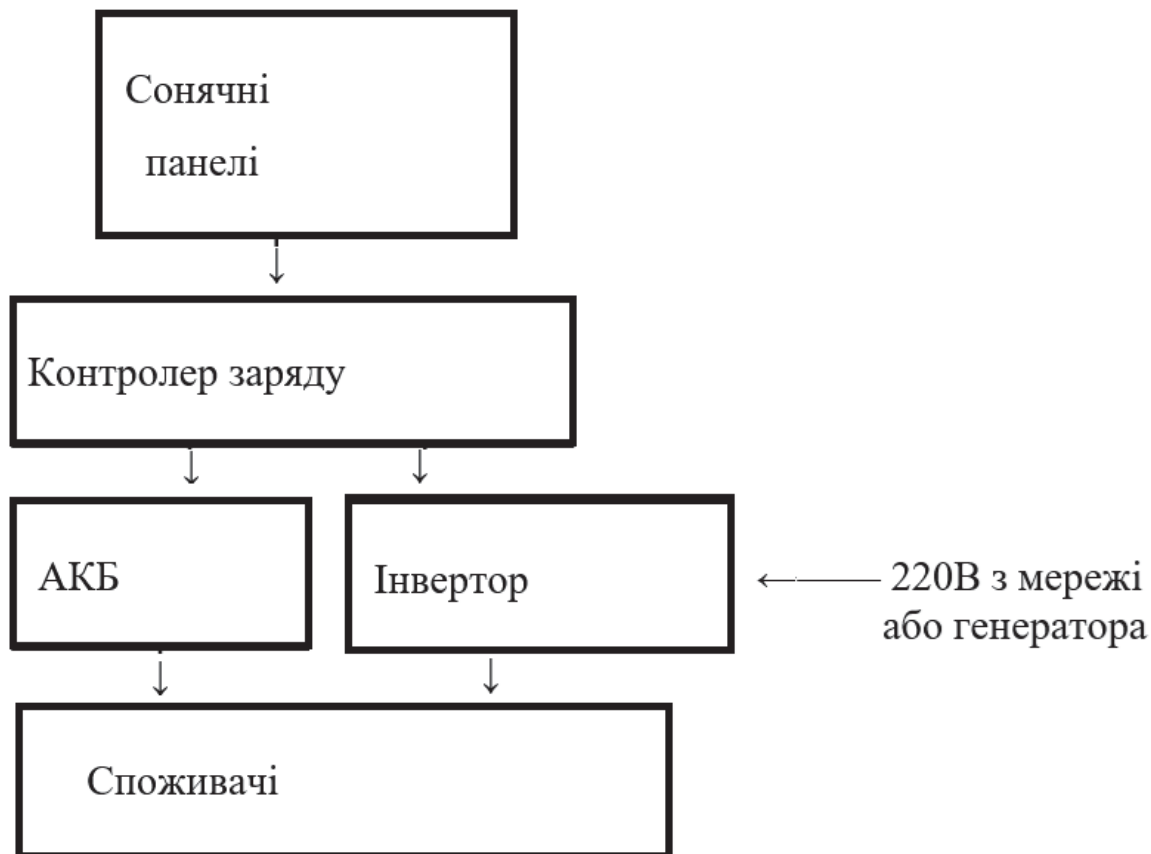 Сонячні
панелі
Контролер заряду
АКБ
Інвертор
220В з мережі
або генератора
Споживачі